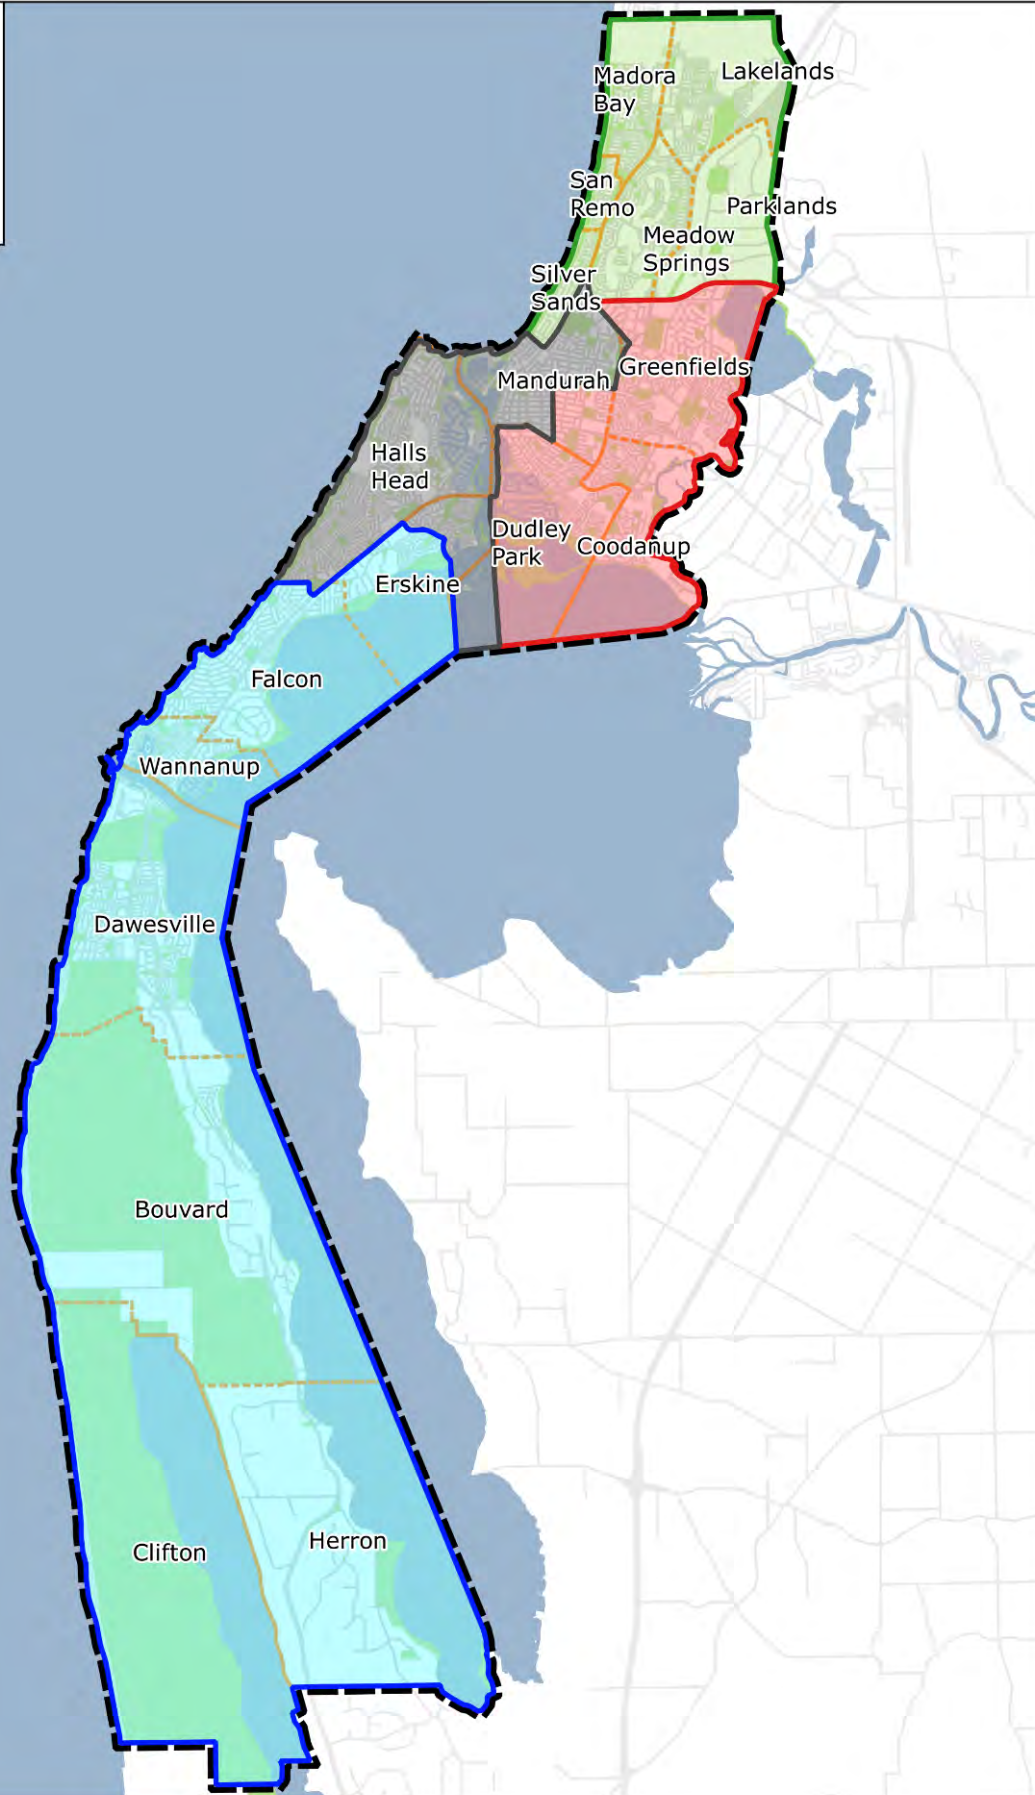 Madora
Bay
Lakelands
San
Remo
Parklands
Meadow
Springs
Silver
Sands
Greenfields
Mandurah
Halls
Head
Dudley
Park
Coodanup
Erskine
Falcon
Wannanup
Dawesville
Bouvard
Herron
Clifton